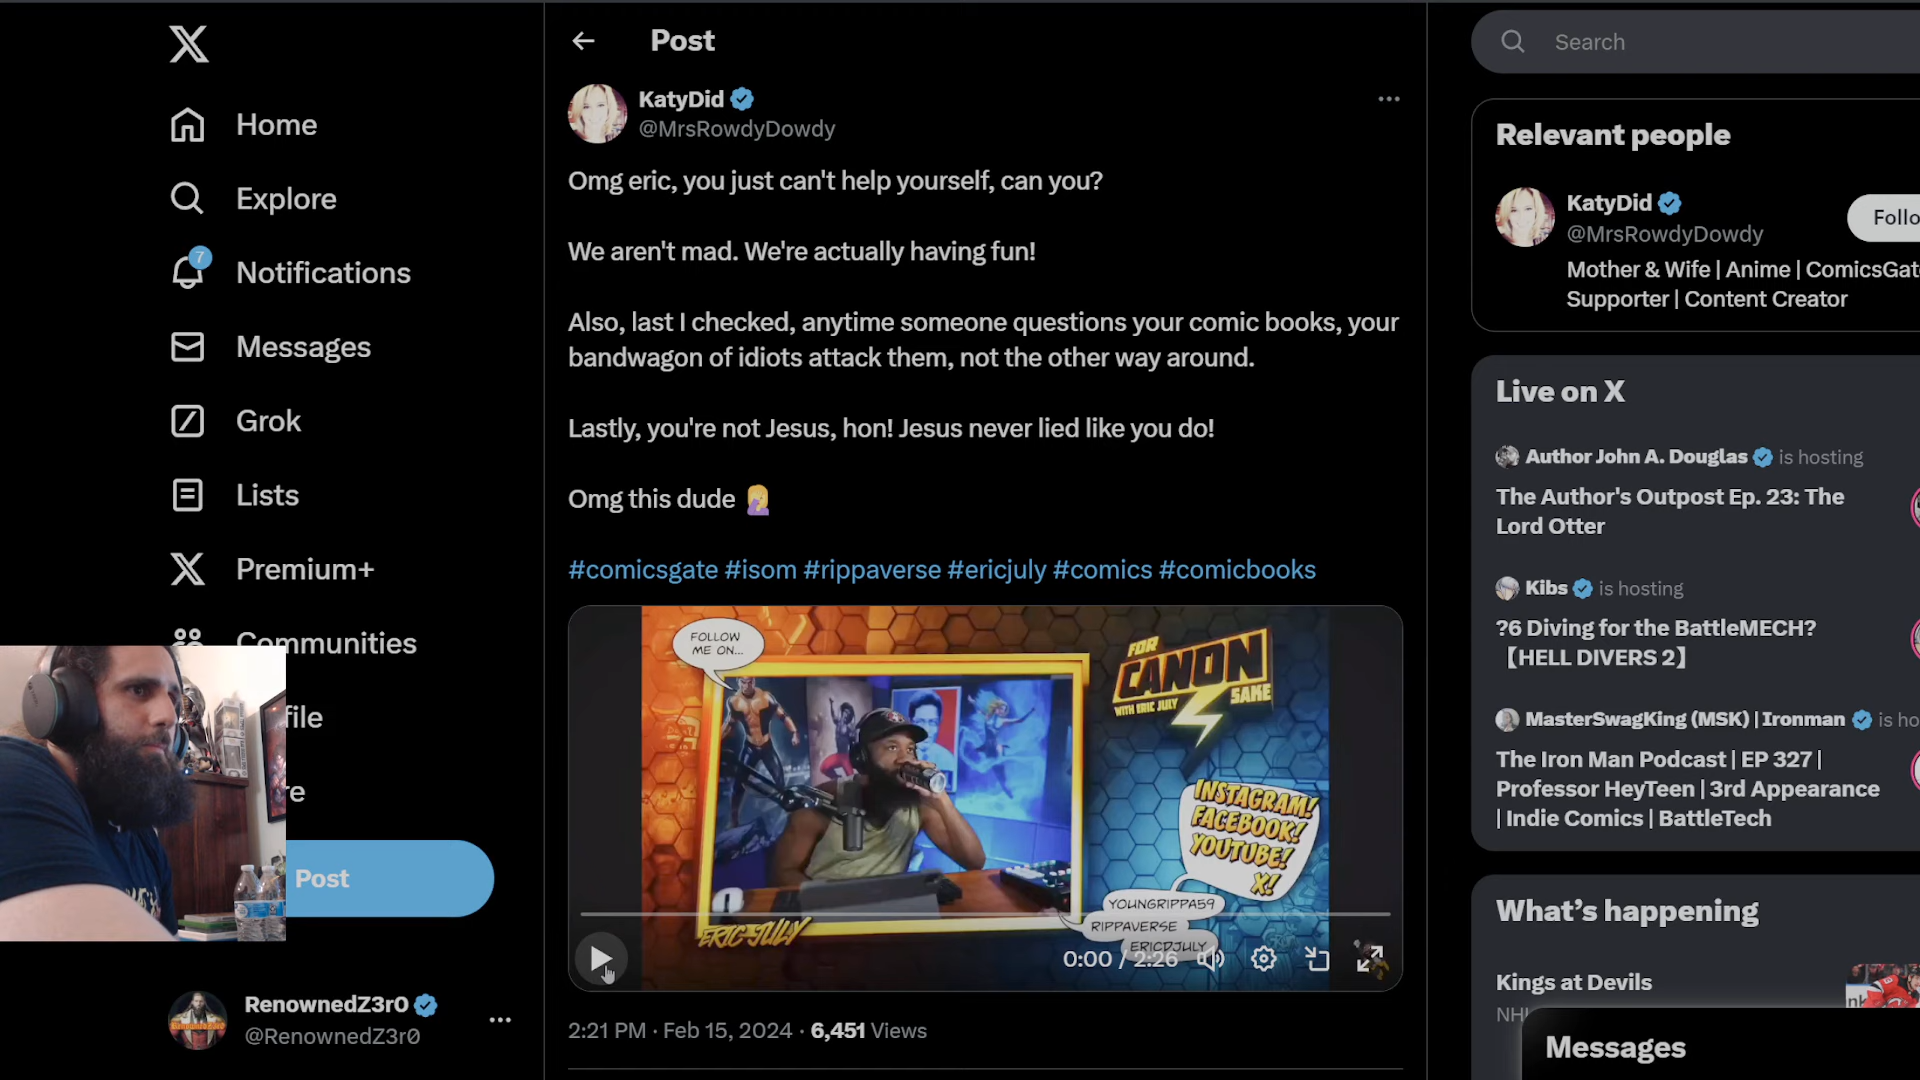 Home
Explore
7
Notifications
Messages
Grok
Lists
Premium+
Communities
file
re
Post
RenownedZ3r0
@RenownedZ3r0
Post
KatyDid
@MrsRowdyDowdy
Omg eric, you just can't help yourself, can you?
We aren't mad. We're actually having fun!
Also, last I checked, anytime someone questions your comic books, your
bandwagon of idiots attack them, not the other way around.
Lastly, you're not Jesus, hon! Jesus never lied like you do!
Omg this dude
#comicsgate #isom #rippaverse #ericjuly #comics #comicbooks
FOLLOW
ME ON...
FOR
CANON
SAKE
WITH ERIC JULY
INSTAGRAM!
FACEBOOK!
YOUTUBE!
X!
YOUNGRIPPA59
RIPPAVERSE
ERICDJULY
ERIC JULY
0:00 / 2:26
2:21 PM · Feb 15, 2024 · 6,451 Views
Search
Relevant people
KatyDid
Follo
@MrsRowdyDowdy
Mother & Wife | Anime | ComicsGate
Supporter | Content Creator
Live on X
Author John A. Douglas is hosting
The Author's Outpost Ep. 23: The
Lord Otter
Kibs is hosting
?6 Diving for the BattleMECH?
【HELL DIVERS 2】
MasterSwagKing (MSK) | Ironman is ho
The Iron Man Podcast | EP 327 |
Professor HeyTeen | 3rd Appearance
| Indie Comics | BattleTech
What's happening
Kings at Devils
Messages